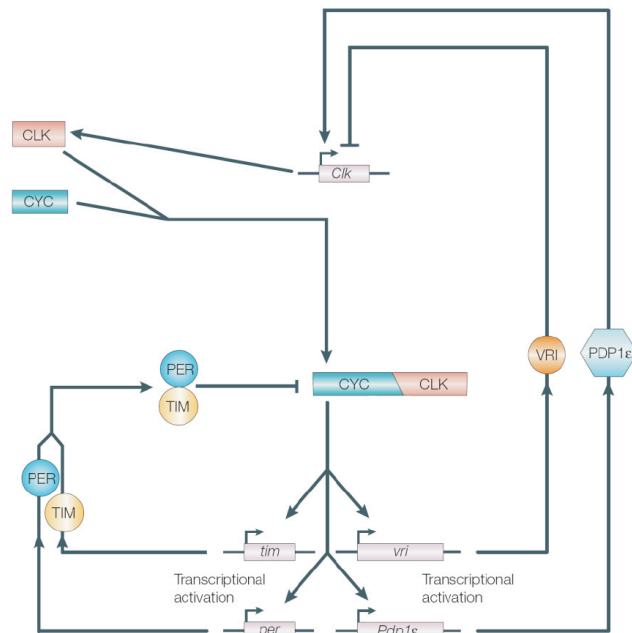 CLK
Clk
CYC
VRI
PDP1ε
PER
TIM
CYC
CLK
PER
TIM
tim
vri
Transcriptional
activation
Transcriptional
activation
per
Pdp1ε